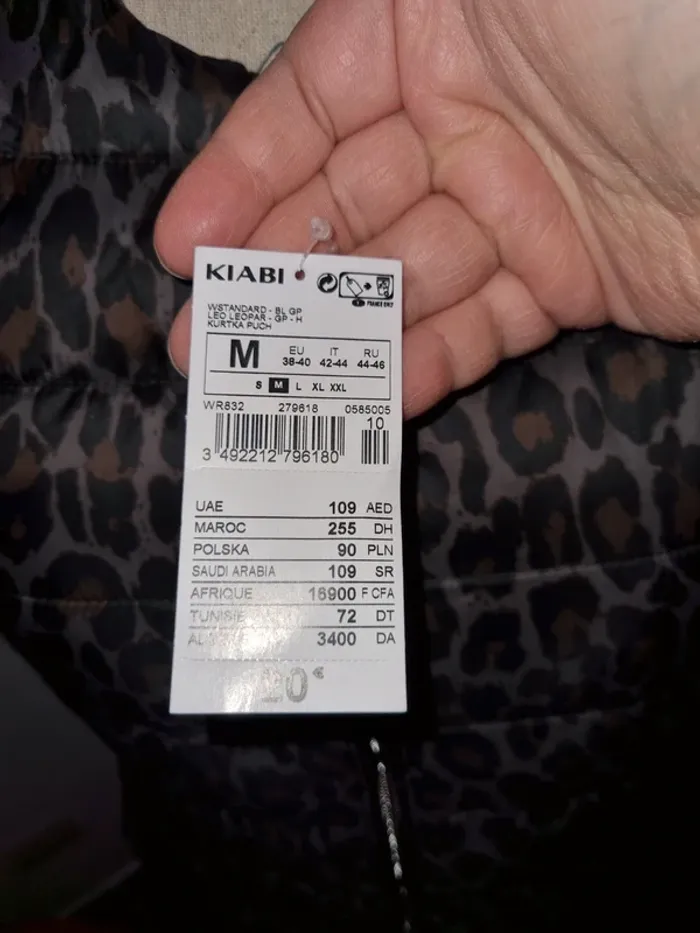 KIABI
FRANCE ONLY
WSTANDARD - BL GP
LEO LEOPAR - GP - H
KURTKA PUCH
M EU IT RU
38-40 42-44 44-46
S M L XL XXL
WR832 279618 0585005
10
3 492212 796180
UAE 109 AED
MAROC 255 DH
POLSKA 90 PLN
SAUDI ARABIA 109 SR
AFRIQUE 16900 F CFA
TUNISIE 72 DT
3400 DA